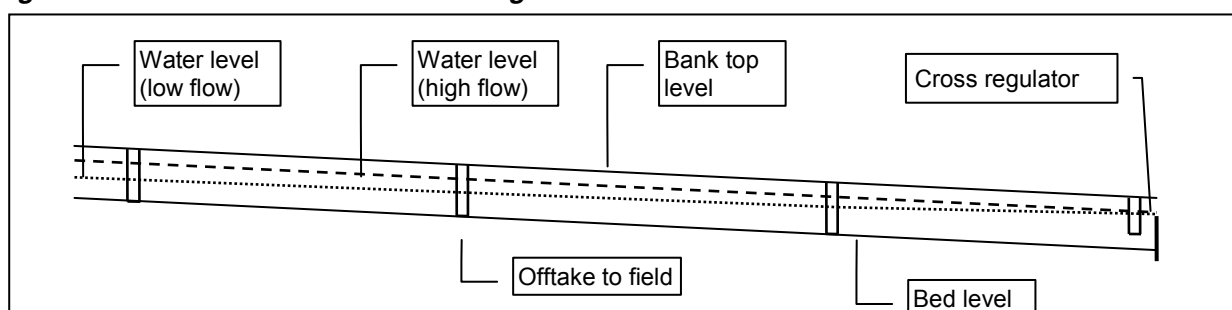 Water level
(low flow)
Water level
(high flow)
Bank top
level
Cross regulator
Offtake to field
Bed level